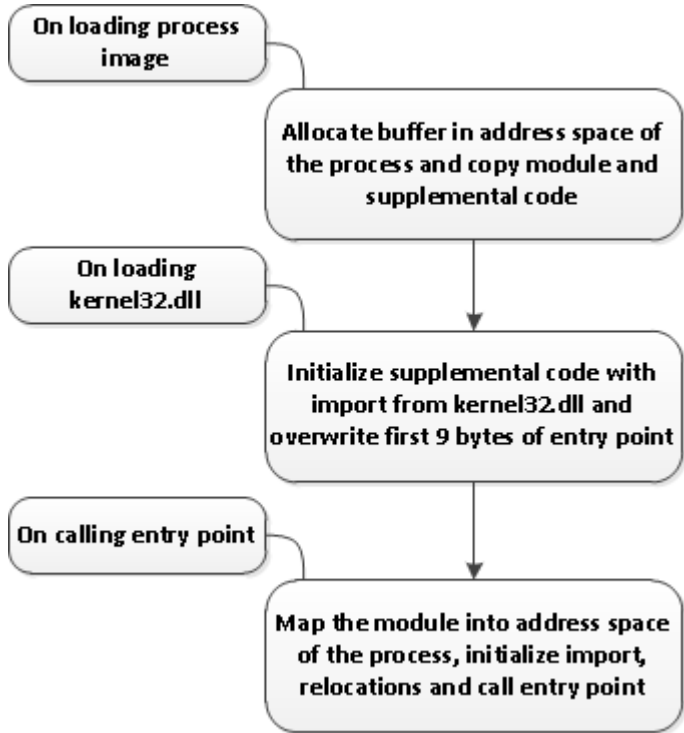 On loading process
image
Allocate buffer in address space of
the process and copy module and
supplemental code
On loading
kernel32.dll
Initialize supplemental code with
import from kernel32.dll and
overwrite first 9 bytes of entry point
On calling entry point
Map the module into address space
of the process, initialize import,
relocations and call entry point